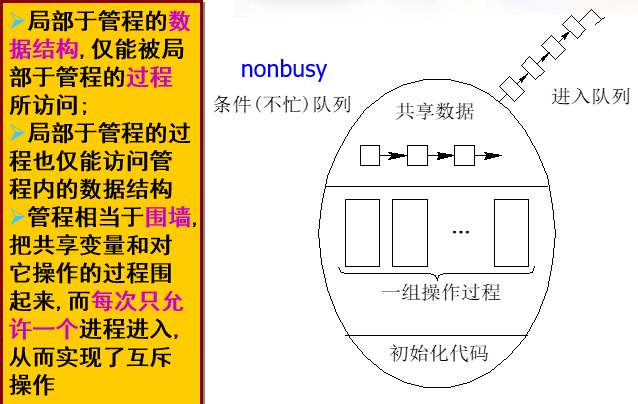 ➢局部于管程的数
据结构,仅能被局
部于管程的过程
所访问;
➢局部于管程的过
程也仅能访问管
程内的数据结构
➢管程相当于围墙,
把共享变量和对
它操作的过程围
起来,而每次只允
许一个进程进入,
从而实现了互斥
操作
nonbusy
条件(不忙)队列
共享数据
进入队列
...
一组操作过程
初始化代码